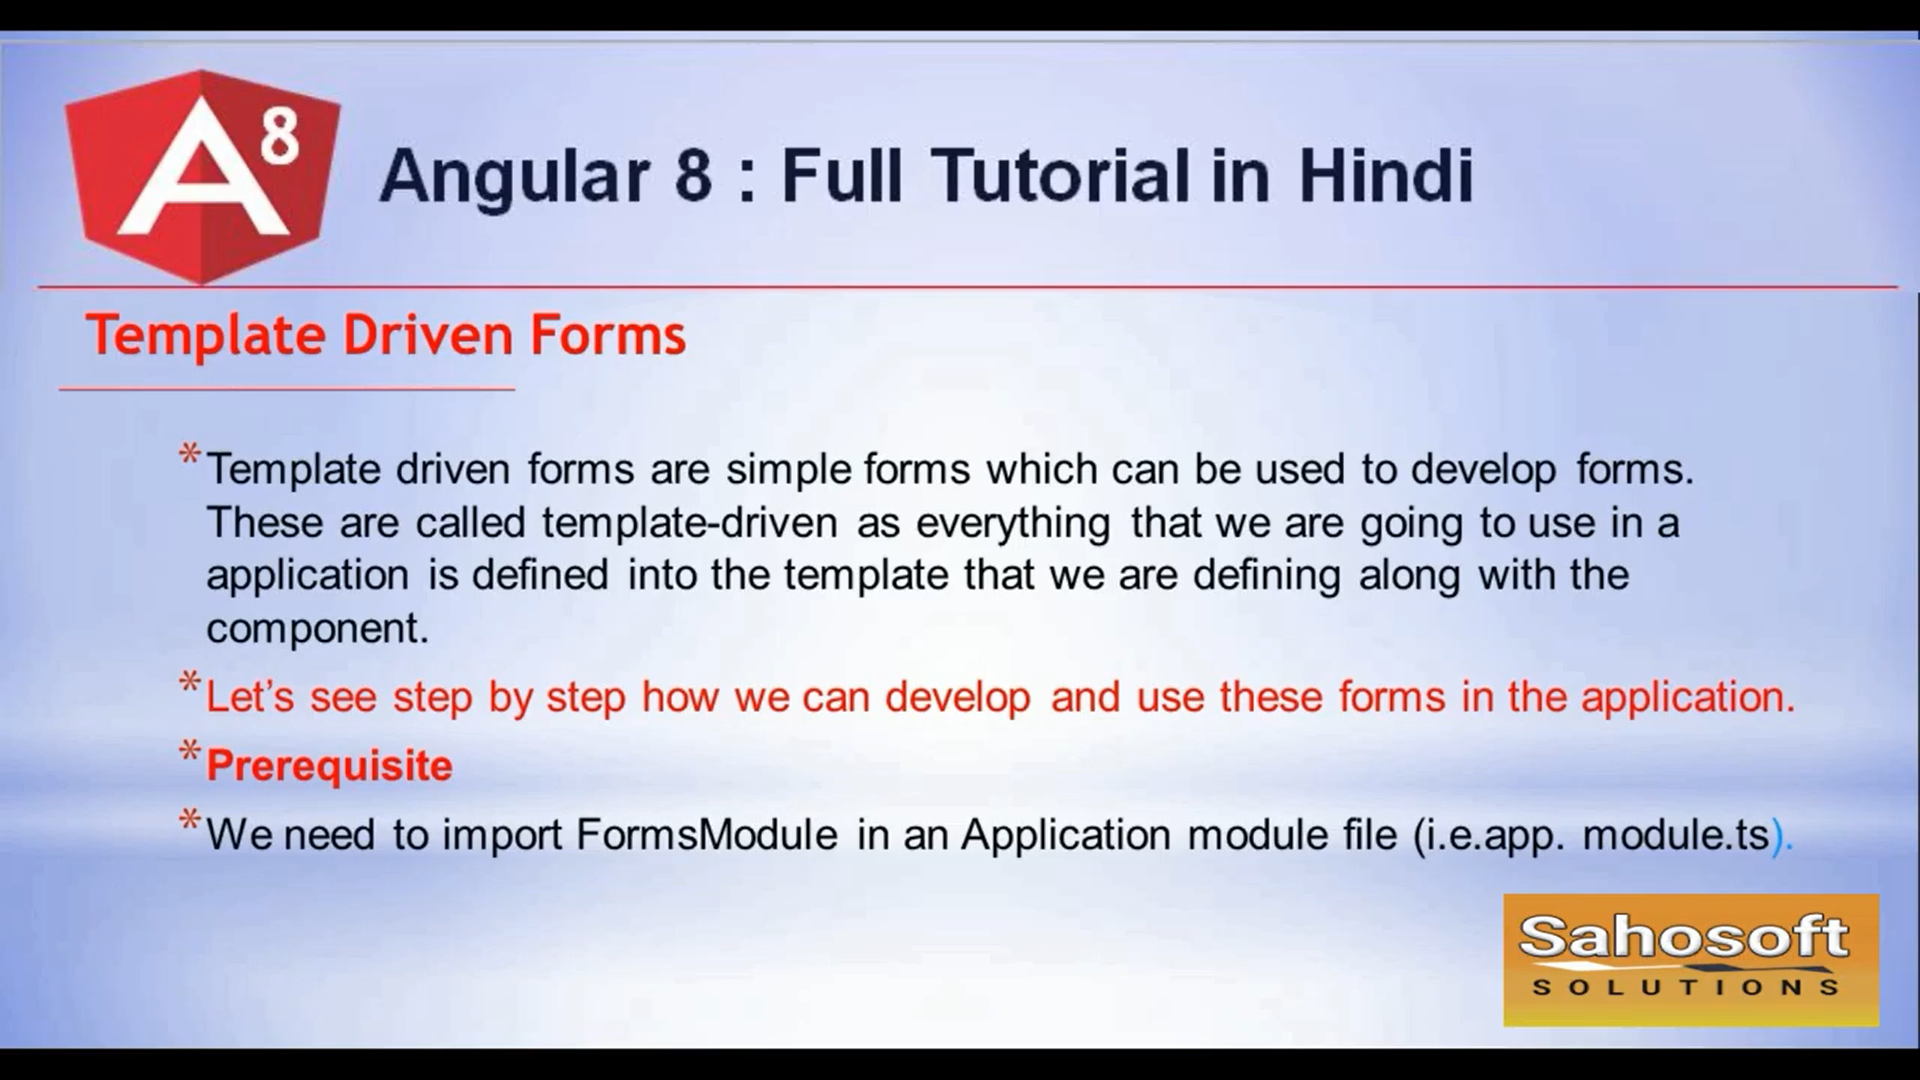 A8
Angular 8 : Full Tutorial in Hindi
Template Driven Forms
*Template driven forms are simple forms which can be used to develop forms.
These are called template-driven as everything that we are going to use in a
application is defined into the template that we are defining along with the
component.
*Let’s see step by step how we can develop and use these forms in the application.
*Prerequisite
*We need to import FormsModule in an Application module file (i.e.app. module.ts).
Sahosoft
SOLUTIONS